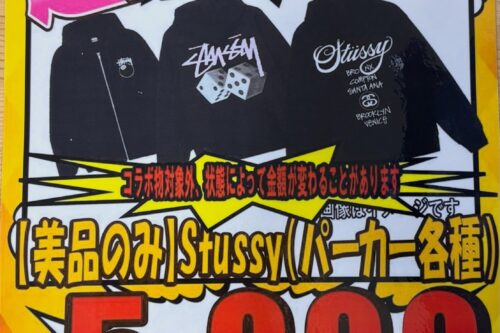 STUSSY
Stüssy
BRONX
COMPTON
SANTA ANA
BROOKLYN
VENICE
コラボ物対象外、状態によって金額が変わることがあります
画像はイメージです
【美品のみ】Stussy(パーカー各種)